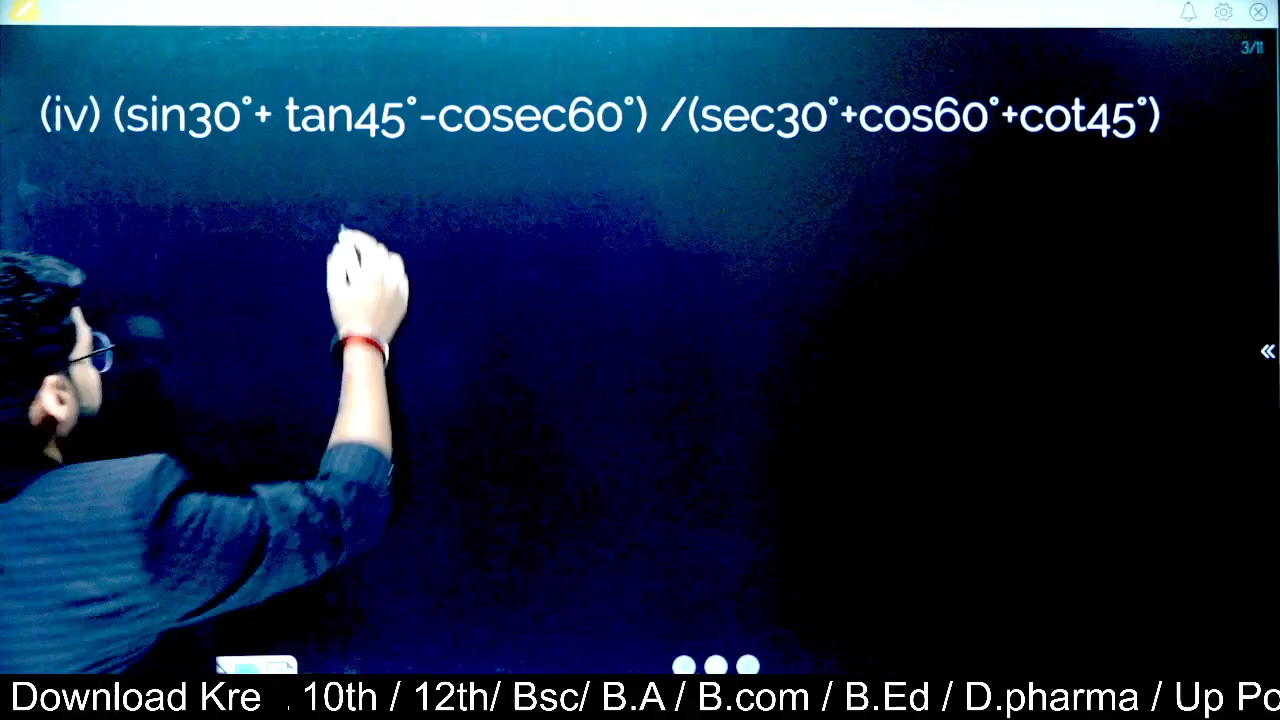 3/11
(iv) (sin30°+ tan45°-cosec60°) /(sec30°+cos60°+cot45°)
«
Download Kre . 10th / 12th/ Bsc/ B.A / B.com / B.Ed / D.pharma / Up Po